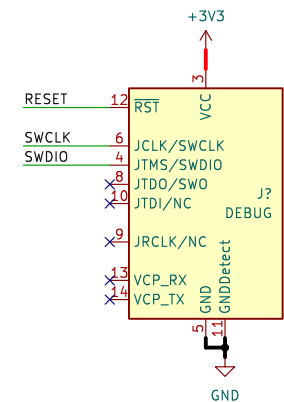 +3V3
3
VCC
RESET 12 RST
SWCLK 6 JCLK/SWCLK
SWDIO 4 JTMS/SWDIO
8 JTDO/SWO
10 JTDI/NC
J?
DEBUG
9 JRCLK/NC
13 VCP_RX
14 VCP_TX
GND
GNDDetect
5
11
GND